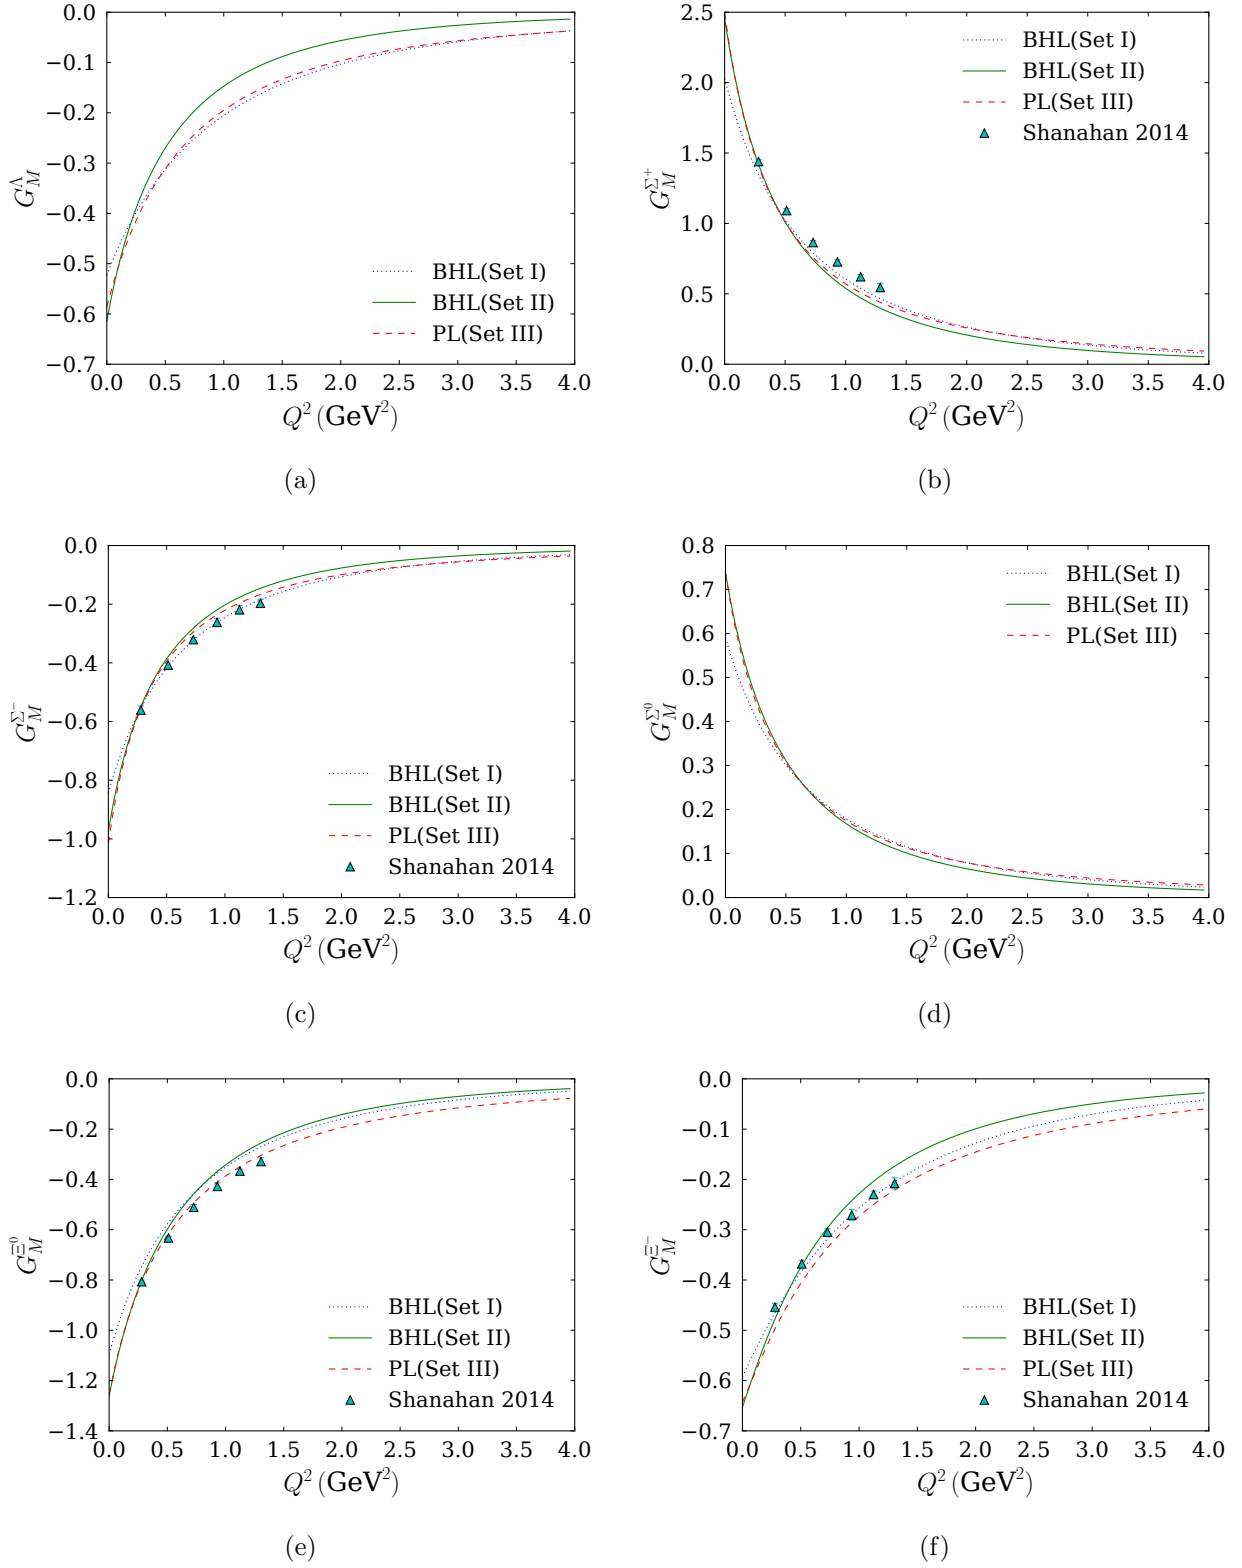 0.0
−0.1
−0.2
−0.3
−0.4
−0.5
−0.6
−0.7
G_M^Λ
BHL(Set I)
BHL(Set II)
PL(Set III)
0.0 0.5 1.0 1.5 2.0 2.5 3.0 3.5 4.0
Q² (GeV²)
(a)
2.5
2.0
1.5
1.0
0.5
0.0
G_M^{Σ⁺}
BHL(Set I)
BHL(Set II)
PL(Set III)
Shanahan 2014
0.0 0.5 1.0 1.5 2.0 2.5 3.0 3.5 4.0
Q² (GeV²)
(b)
0.0
−0.2
−0.4
−0.6
−0.8
−1.0
−1.2
G_M^{Σ⁻}
BHL(Set I)
BHL(Set II)
PL(Set III)
Shanahan 2014
0.0 0.5 1.0 1.5 2.0 2.5 3.0 3.5 4.0
Q² (GeV²)
(c)
0.8
0.7
0.6
0.5
0.4
0.3
0.2
0.1
0.0
G_M^{Σ⁰}
BHL(Set I)
BHL(Set II)
PL(Set III)
0.0 0.5 1.0 1.5 2.0 2.5 3.0 3.5 4.0
Q² (GeV²)
(d)
0.0
−0.2
−0.4
−0.6
−0.8
−1.0
−1.2
−1.4
G_M^{Ξ⁰}
BHL(Set I)
BHL(Set II)
PL(Set III)
Shanahan 2014
0.0 0.5 1.0 1.5 2.0 2.5 3.0 3.5 4.0
Q² (GeV²)
(e)
0.0
−0.1
−0.2
−0.3
−0.4
−0.5
−0.6
−0.7
G_M^{Ξ⁻}
BHL(Set I)
BHL(Set II)
PL(Set III)
Shanahan 2014
0.0 0.5 1.0 1.5 2.0 2.5 3.0 3.5 4.0
Q² (GeV²)
(f)